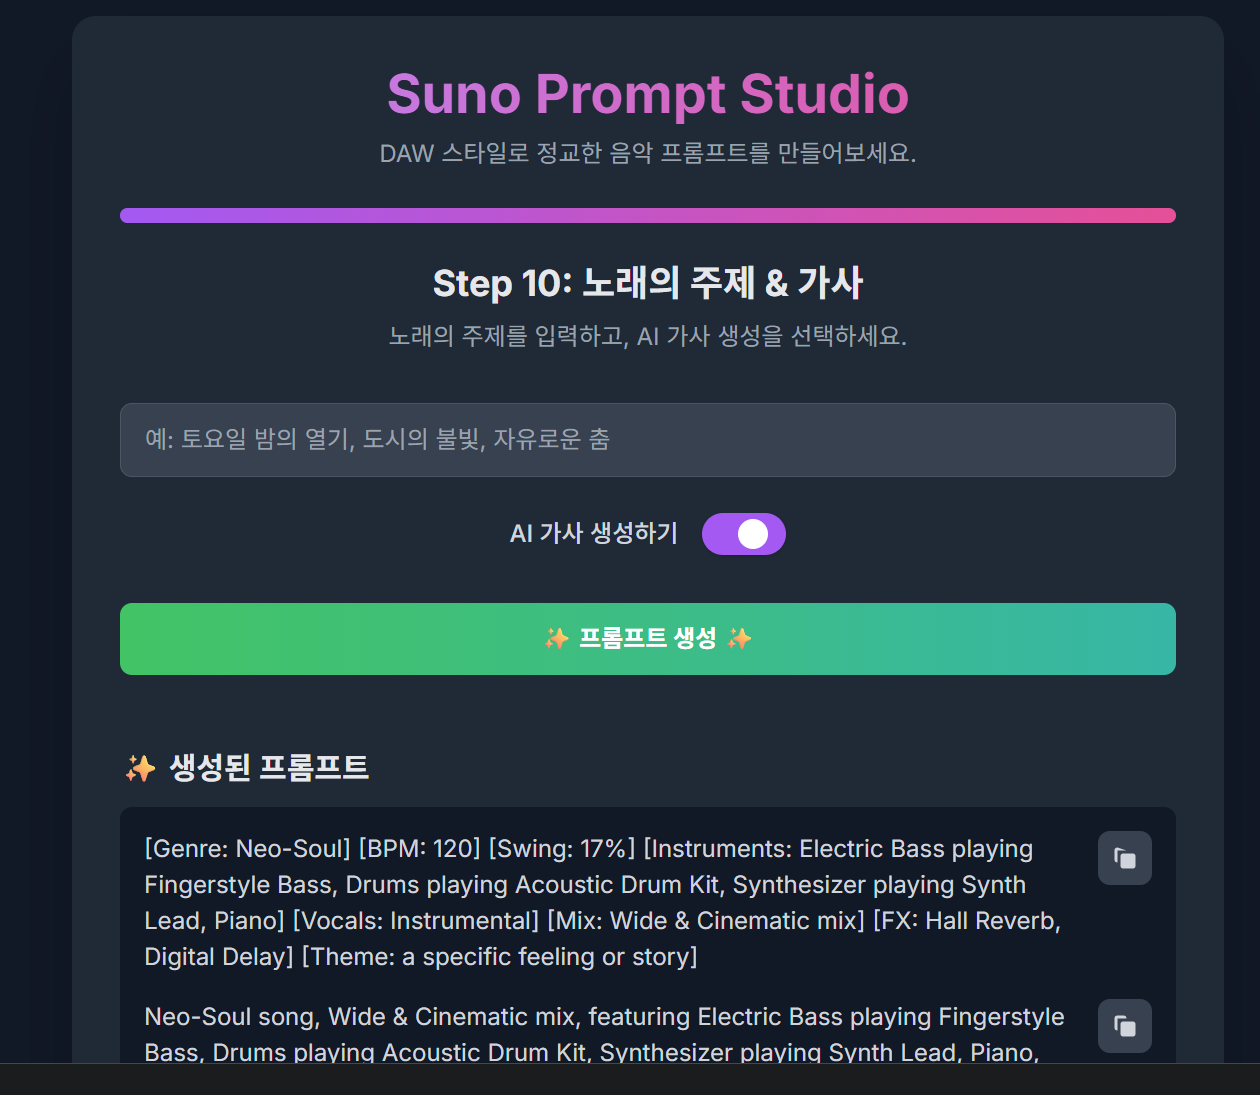 Suno Prompt Studio
DAW 스타일로 정교한 음악 프롬프트를 만들어보세요.
Step 10: 노래의 주제 & 가사
노래의 주제를 입력하고, AI 가사 생성을 선택하세요.
예: 토요일 밤의 열기, 도시의 불빛, 자유로운 춤
AI 가사 생성하기
✨ 프롬프트 생성 ✨
✨ 생성된 프롬프트
[Genre: Neo-Soul] [BPM: 120] [Swing: 17%] [Instruments: Electric Bass playing
Fingerstyle Bass, Drums playing Acoustic Drum Kit, Synthesizer playing Synth
Lead, Piano] [Vocals: Instrumental] [Mix: Wide & Cinematic mix] [FX: Hall Reverb,
Digital Delay] [Theme: a specific feeling or story]
Neo-Soul song, Wide & Cinematic mix, featuring Electric Bass playing Fingerstyle
Bass, Drums playing Acoustic Drum Kit, Synthesizer playing Synth Lead, Piano,